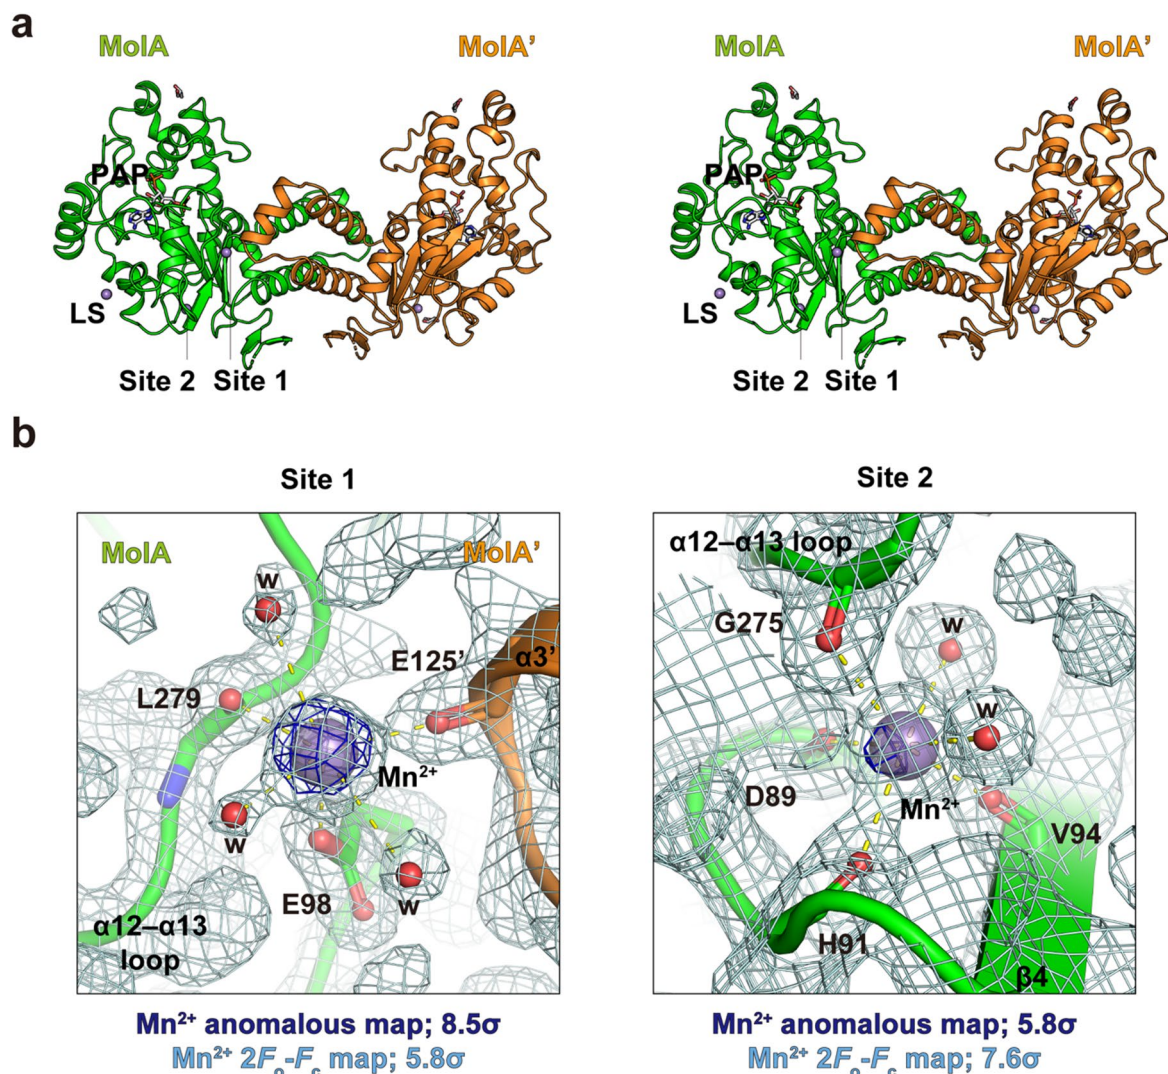 a
MolA MolA’ MolA MolA’
PAP PAP
LS LS
Site 2 Site 1 Site 2 Site 1
b
Site 1
MolA MolA’
w
E125’ α3’
L279
Mn²⁺
w
E98
w
α12–α13
loop
Mn²⁺ anomalous map; 8.5σ
Mn²⁺ 2Fₒ-F꜀ map; 5.8σ
Site 2
α12–α13 loop
G275
w
w
D89
Mn²⁺
V94
H91
β4
Mn²⁺ anomalous map; 5.8σ
Mn²⁺ 2Fₒ-F꜀ map; 7.6σ